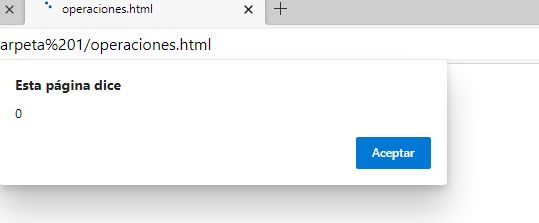 operaciones.html
arpeta%201/operaciones.html
Esta página dice
0
Aceptar